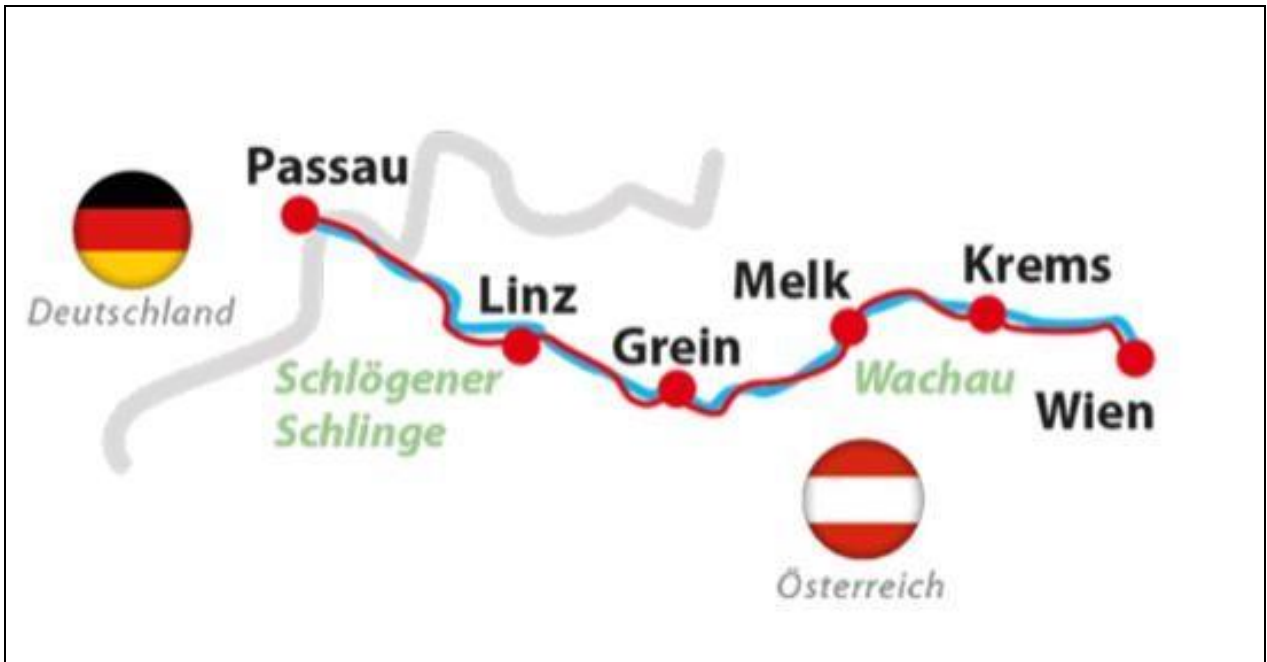 Passau
Deutschland
Linz
Schlögener
Schlinge
Grein
Melk
Krems
Wachau
Wien
Österreich